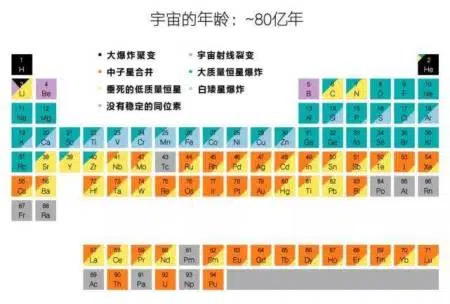 宇宙的年龄：~80亿年
大爆炸聚变
宇宙射线裂变
中子星合并
大质量恒星爆炸
垂死的低质量恒星
白矮星爆炸
没有稳定的同位素
1 2
H He
3 4 5 6 7 8 9 10
Li Be B C N O F Ne
11 12 13 14 15 16 17 18
Na Mg Al Si P S Cl Ar
19 20 21 22 23 24 25 26 27 28 29 30 31 32 33 34 35 36
K Ca Sc Ti V Cr Mn Fe Co Ni Cu Zn Ga Ge As Se Br Kr
37 38 39 40 41 42 43 44 45 46 47 48 49 50 51 52 53 54
Rb Sr Y Zr Nb Mo Tc Ru Rh Pd Ag Cd In Sn Sb Te I Xe
55 56 72 73 74 75 76 77 78 79 80 81 82 83 84 85 86
Cs Ba Hf Ta W Re Os Ir Pt Au Hg Tl Pb Bi Po At Rn
87 88
Fr Ra
57 58 59 60 61 62 63 64 65 66 67 68 69 70 71
La Ce Pr Nd Pm Sm Eu Gd Tb Dy Ho Er Tm Yb Lu
89 90 91 92 93 94
Ac Th Pa U Np Pu